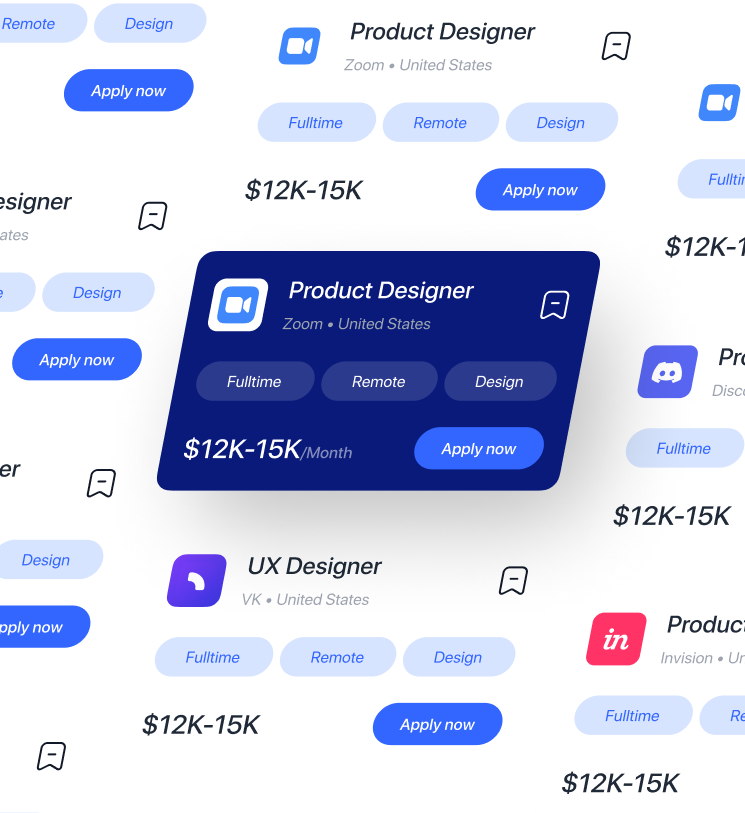 Remote
Design
Apply now
Product Designer
Zoom • United States
Fulltime
Remote
Design
$12K-15K
Apply now
esigner
ates
Design
Apply now
Product Designer
Zoom • United States
Fulltime
Remote
Design
$12K-15K/Month
Apply now
er
Design
pply now
UX Designer
VK • United States
Fulltime
Remote
Design
$12K-15K
Apply now
Fulltir
$12K-1
Pro
Disco
Fulltime
$12K-15K
in
Product
Invision • Un
Fulltime
Re
$12K-15K